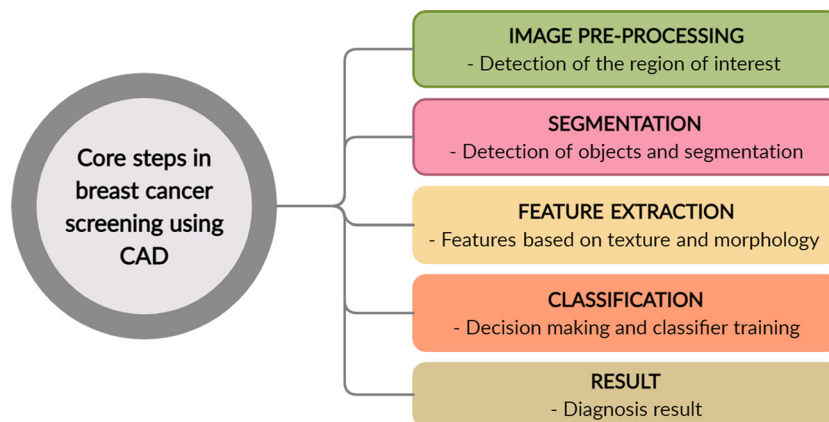 Core steps in
breast cancer
screening using
CAD
IMAGE PRE-PROCESSING
- Detection of the region of interest
SEGMENTATION
- Detection of objects and segmentation
FEATURE EXTRACTION
- Features based on texture and morphology
CLASSIFICATION
- Decision making and classifier training
RESULT
- Diagnosis result